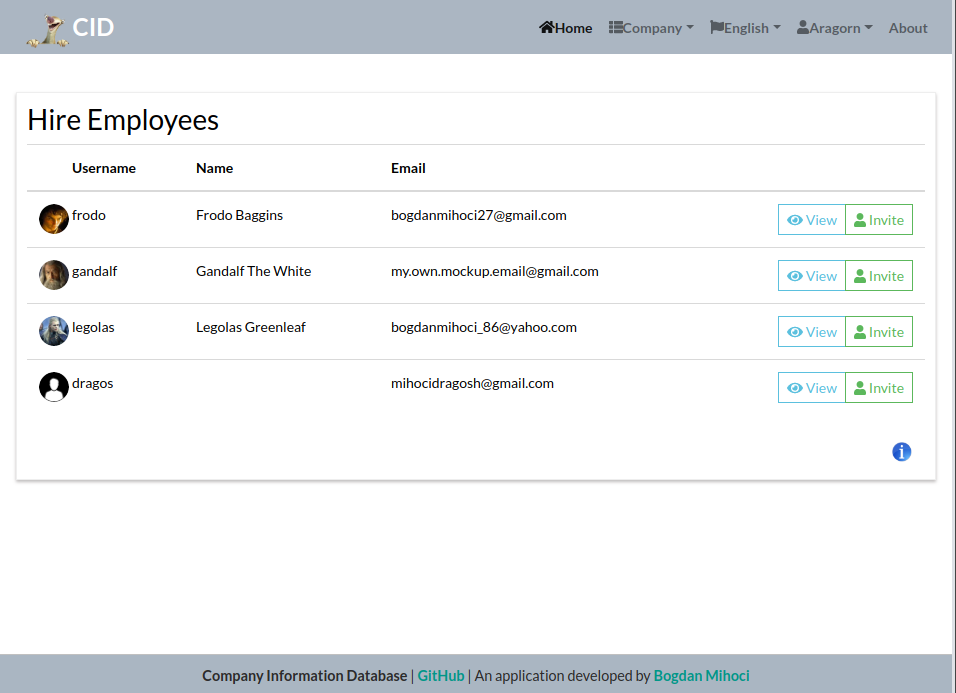 CID Home Company English Aragorn About
Hire Employees
Username Name Email
frodo Frodo Baggins bogdanmihoci27@gmail.com View Invite
gandalf Gandalf The White my.own.mockup.email@gmail.com View Invite
legolas Legolas Greenleaf bogdanmihoci_86@yahoo.com View Invite
dragos mihocidragosh@gmail.com View Invite
i
Company Information Database | GitHub | An application developed by Bogdan Mihoci